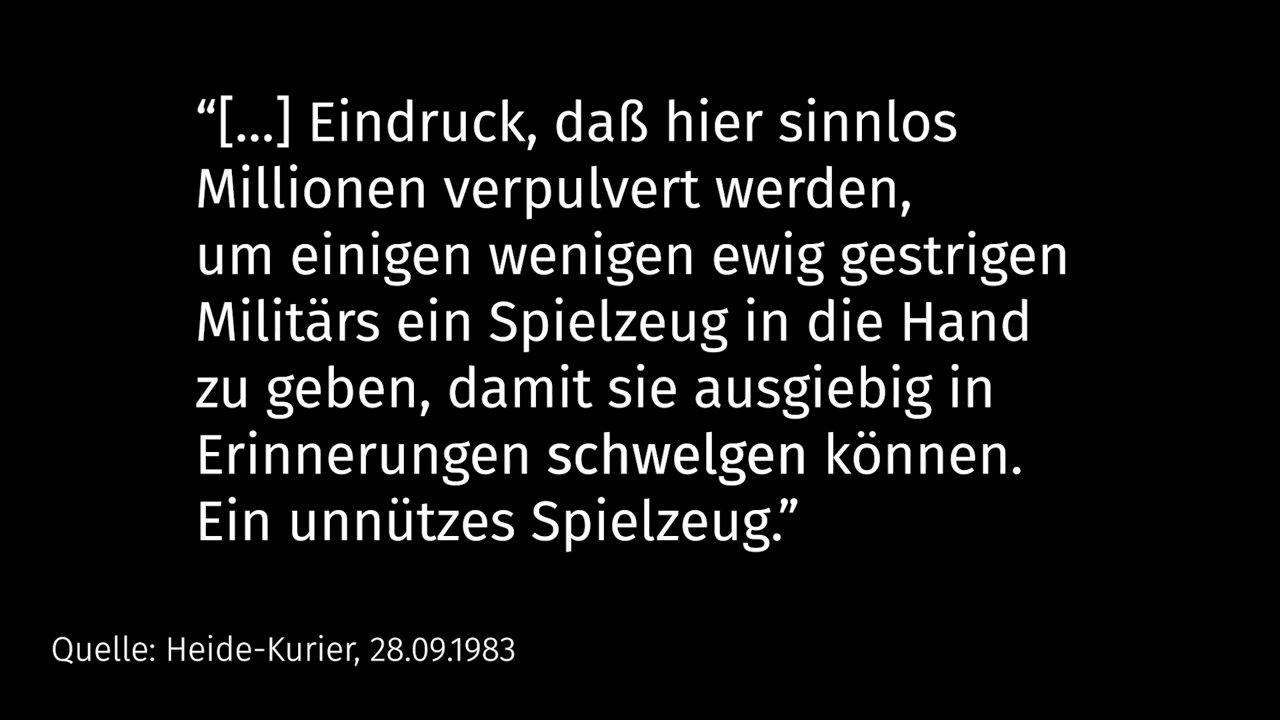 “[...] Eindruck, daß hier sinnlos
Millionen verpulvert werden,
um einigen wenigen ewig gestrigen
Militärs ein Spielzeug in die Hand
zu geben, damit sie ausgiebig in
Erinnerungen schwelgen können.
Ein unnützes Spielzeug.”
Quelle: Heide-Kurier, 28.09.1983